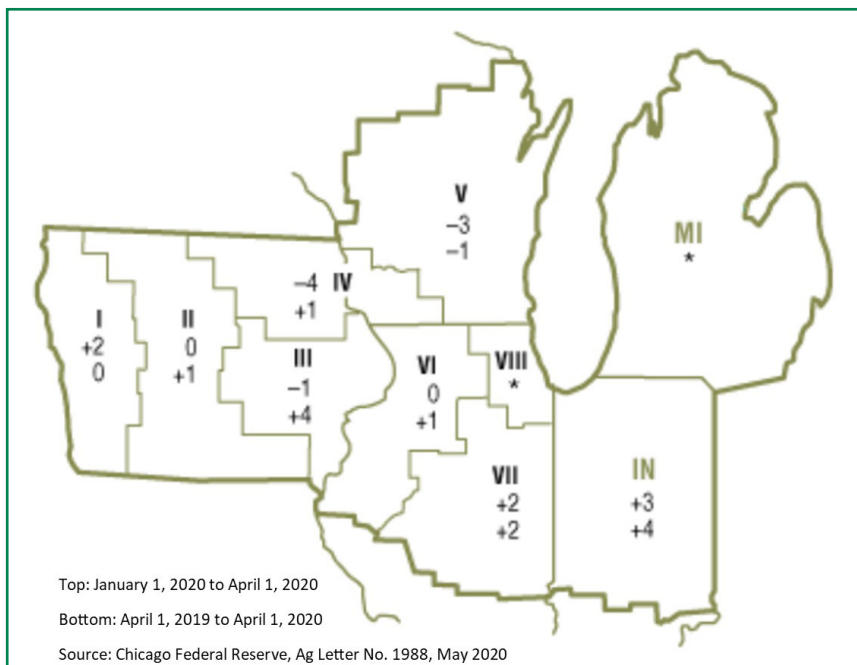 V
–3
–1
MI
*
–4 IV
+1
I
+2
0
II
0
+1
III
–1
+4
VI
0
+1
VIII
*
VII
+2
+2
IN
+3
+4
Top: January 1, 2020 to April 1, 2020
Bottom: April 1, 2019 to April 1, 2020
Source: Chicago Federal Reserve, Ag Letter No. 1988, May 2020